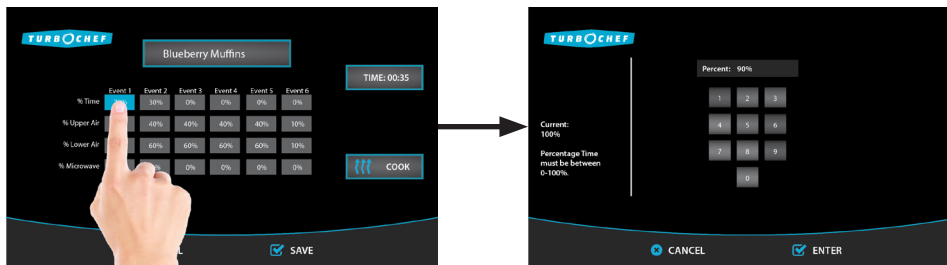 TURBOCHEF
Blueberry Muffins
TIME: 00:35
Event 1 Event 2 Event 3 Event 4 Event 5 Event 6
% Time 30% 0% 0% 0% 0%
% Upper Air 40% 40% 40% 40% 10%
% Lower Air 60% 60% 60% 60% 10%
% Microwave 0% 0% 0% 0%
COOK
L SAVE
TURBOCHEF
Percent: 90%
1 2 3
Current:
100%
4 5 6
Percentage Time
must be between
0-100%.
7 8 9
0
CANCEL ENTER